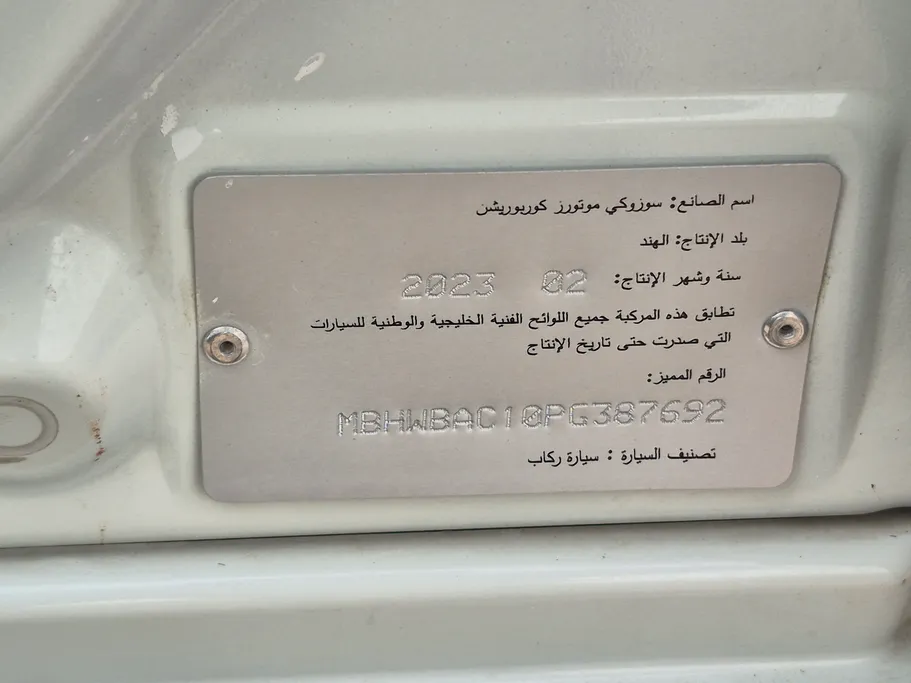 اسم الصانع: سوزوكي موتورز كوربوريشن
بلد الإنتاج: الهند
سنة وشهر الإنتاج: 02 2023
تطابق هذه المركبة جميع اللوائح الفنية الخليجية والوطنية للسيارات
التي صدرت حتى تاريخ الإنتاج
الرقم المميز:
MBHWBAC10PG387692
تصنيف السيارة : سيارة ركاب